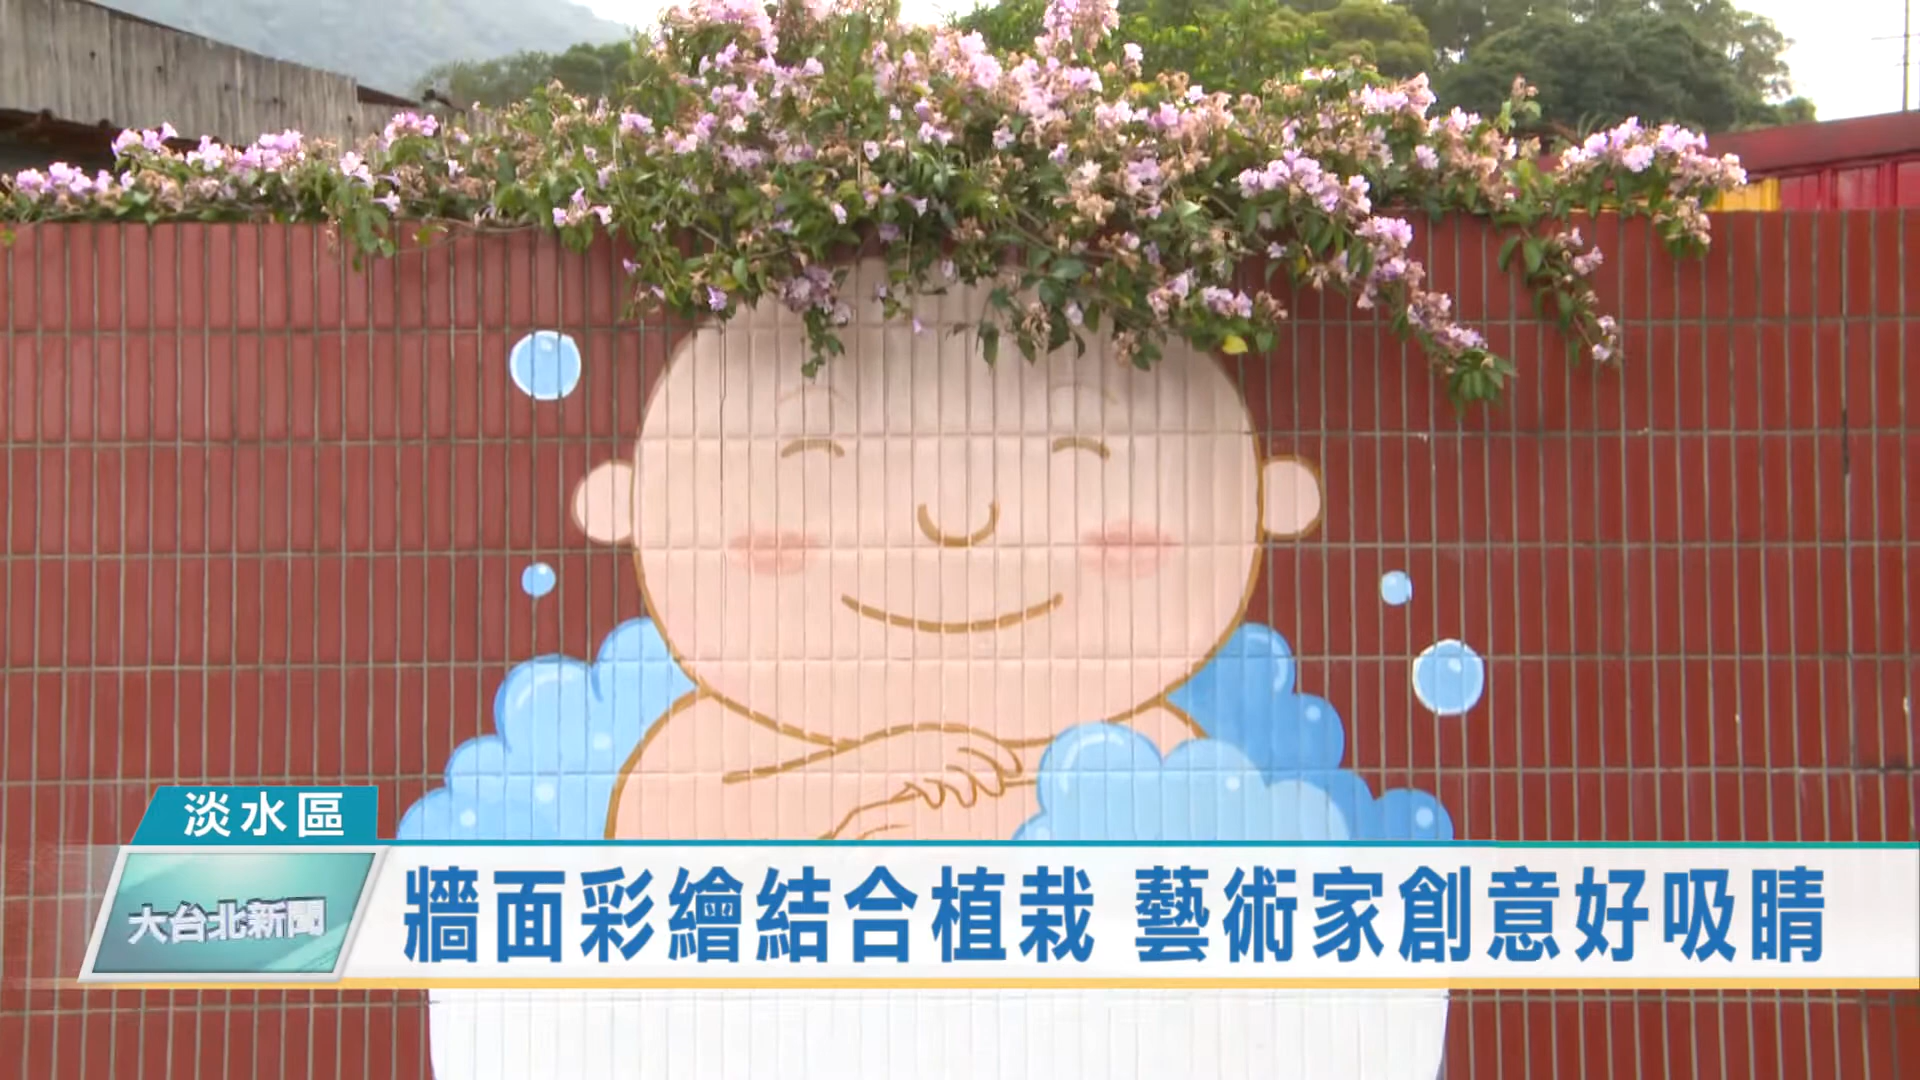 淡水區
大台北新聞
牆面彩繪結合植栽 藝術家創意好吸睛